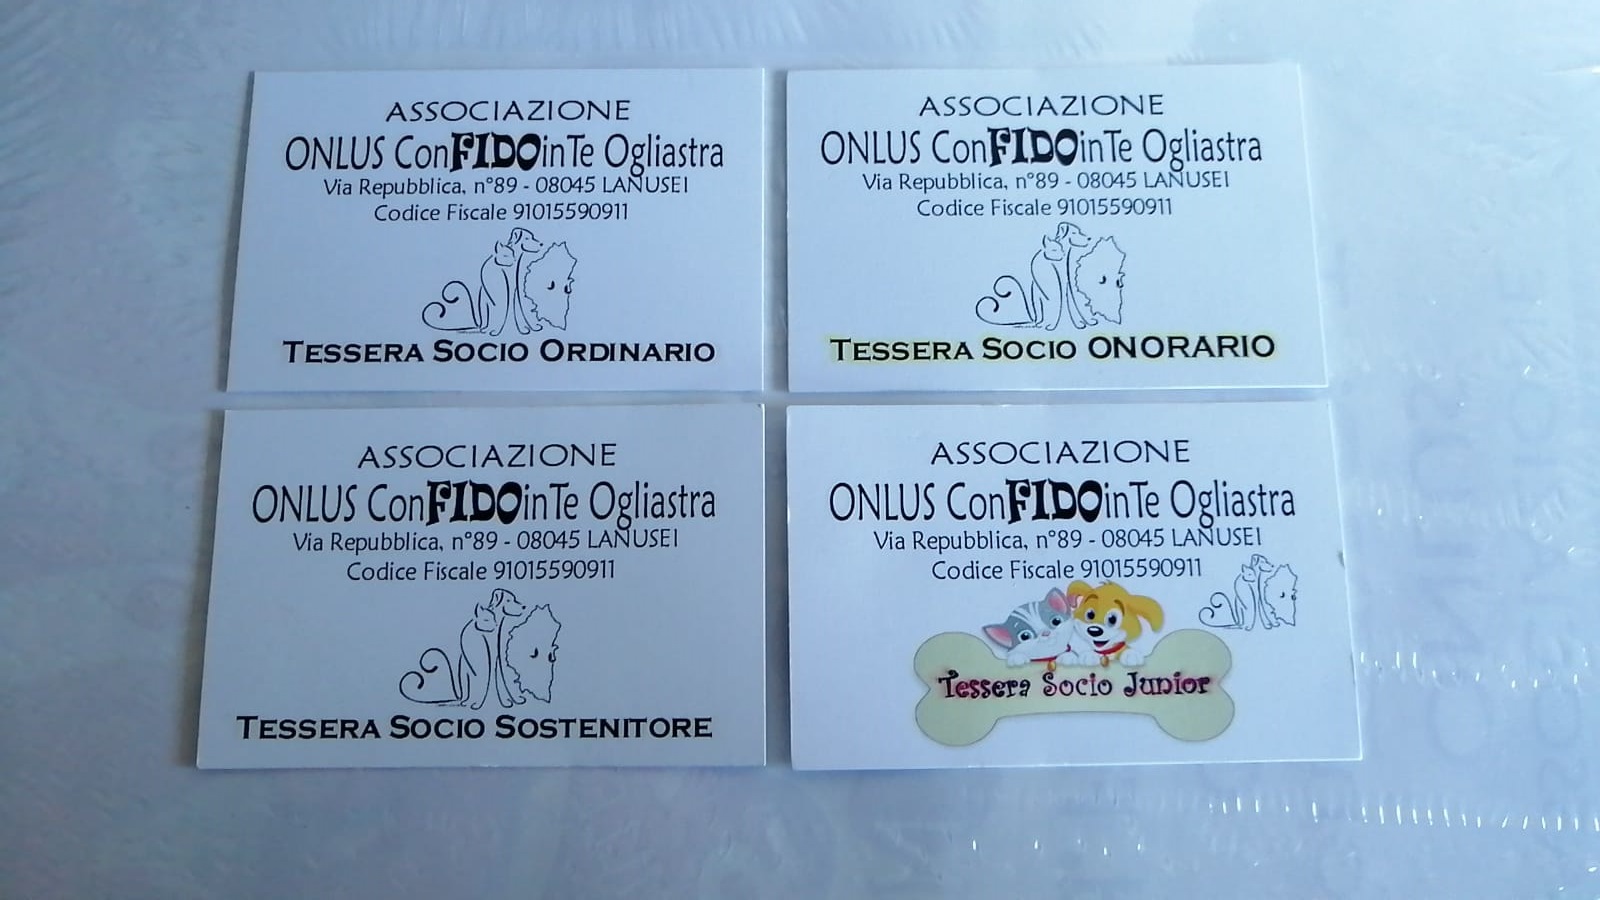 ASSOCIAZIONE
ONLUS ConFIDOinTe Ogliastra
Via Repubblica, n°89 - 08045 LANUSEI
Codice Fiscale 91015590911
TESSERA SOCIO ORDINARIO
ASSOCIAZIONE
ONLUS ConFIDOinTe Ogliastra
Via Repubblica, n°89 - 08045 LANUSEI
Codice Fiscale 91015590911
TESSERA SOCIO ONORARIO
ASSOCIAZIONE
ONLUS ConFIDOinTe Ogliastra
Via Repubblica, n°89 - 08045 LANUSEI
Codice Fiscale 91015590911
TESSERA SOCIO SOSTENITORE
ASSOCIAZIONE
ONLUS ConFIDOinTe Ogliastra
Via Repubblica, n°89 - 08045 LANUSEI
Codice Fiscale 91015590911
Tessera Socio Junior